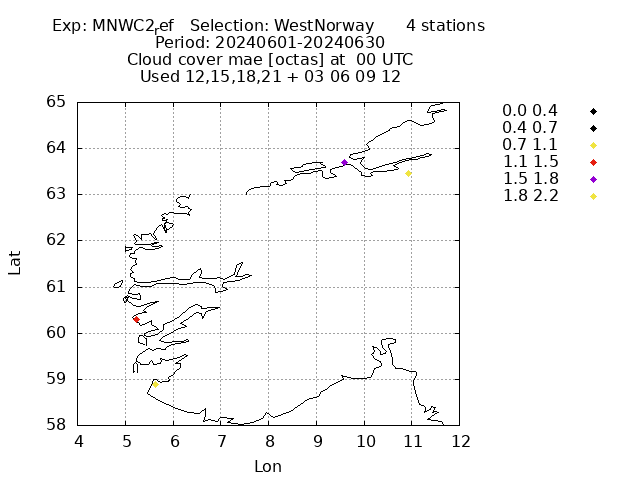 Exp: MNWC2ref   Selection: WestNorway      4 stations
Period: 20240601-20240630
Cloud cover mae [octas] at  00 UTC
Used 12,15,18,21 + 03 06 09 12
0.0 0.4
0.4 0.7
0.7 1.1
1.1 1.5
1.5 1.8
1.8 2.2
65
64
63
62
61
60
59
58
Lat
4 5 6 7 8 9 10 11 12
Lon